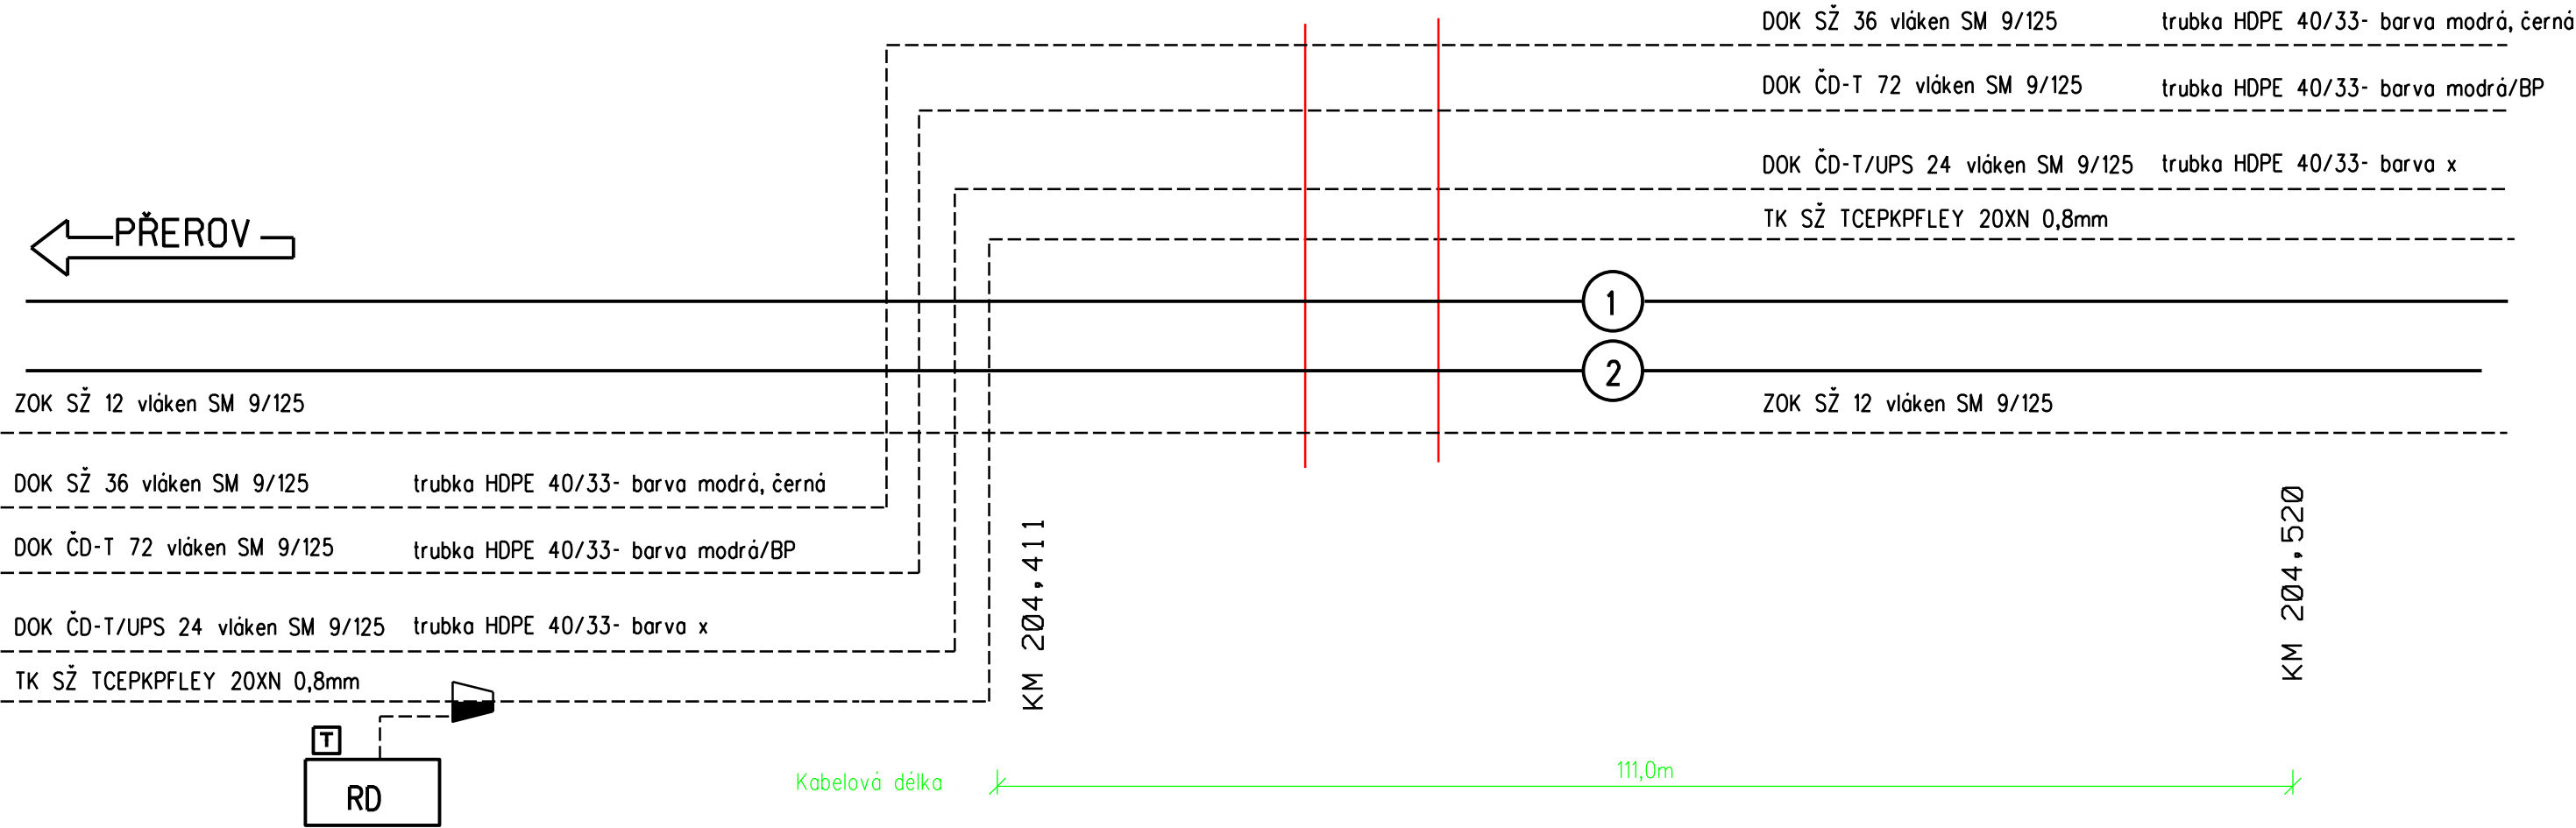 DOK SŽ 36 vláken SM 9/125 trubka HDPE 40/33- barva modrá, černá
DOK ČD-T 72 vláken SM 9/125 trubka HDPE 40/33- barva modrá/BP
DOK ČD-T/UPS 24 vláken SM 9/125 trubka HDPE 40/33- barva x
TK SŽ TCEPKPFLEY 20XN 0,8mm
PŘEROV
1
2
ZOK SŽ 12 vláken SM 9/125
ZOK SŽ 12 vláken SM 9/125
DOK SŽ 36 vláken SM 9/125 trubka HDPE 40/33- barva modrá, černá
DOK ČD-T 72 vláken SM 9/125 trubka HDPE 40/33- barva modrá/BP
DOK ČD-T/UPS 24 vláken SM 9/125 trubka HDPE 40/33- barva x
TK SŽ TCEPKPFLEY 20XN 0,8mm
KM 204,411
KM 204,520
T
RD
Kabelová délka
111,0m